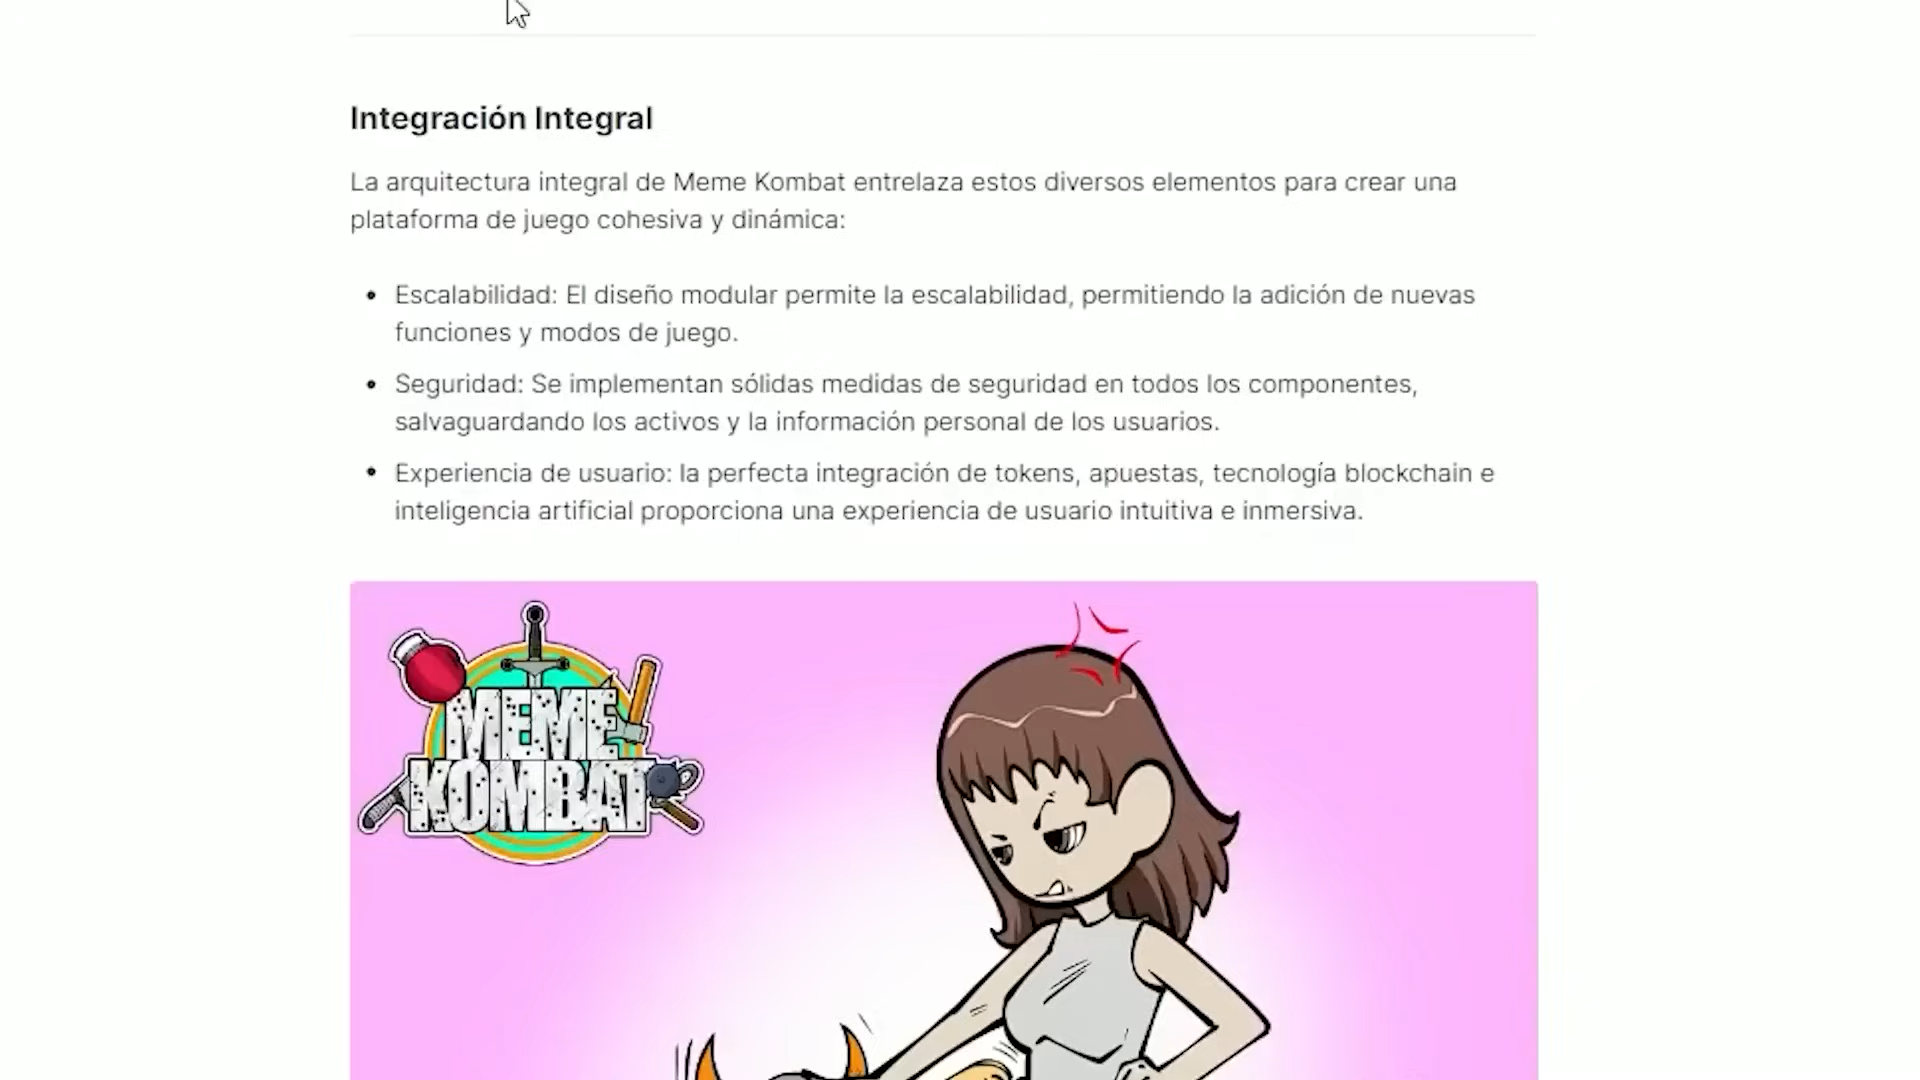 Integración Integral
La arquitectura integral de Meme Kombat entrelaza estos diversos elementos para crear una
plataforma de juego cohesiva y dinámica:
Escalabilidad: El diseño modular permite la escalabilidad, permitiendo la adición de nuevas
funciones y modos de juego.
Seguridad: Se implementan sólidas medidas de seguridad en todos los componentes,
salvaguardando los activos y la información personal de los usuarios.
Experiencia de usuario: la perfecta integración de tokens, apuestas, tecnología blockchain e
inteligencia artificial proporciona una experiencia de usuario intuitiva e inmersiva.
MEME
KOMBAT